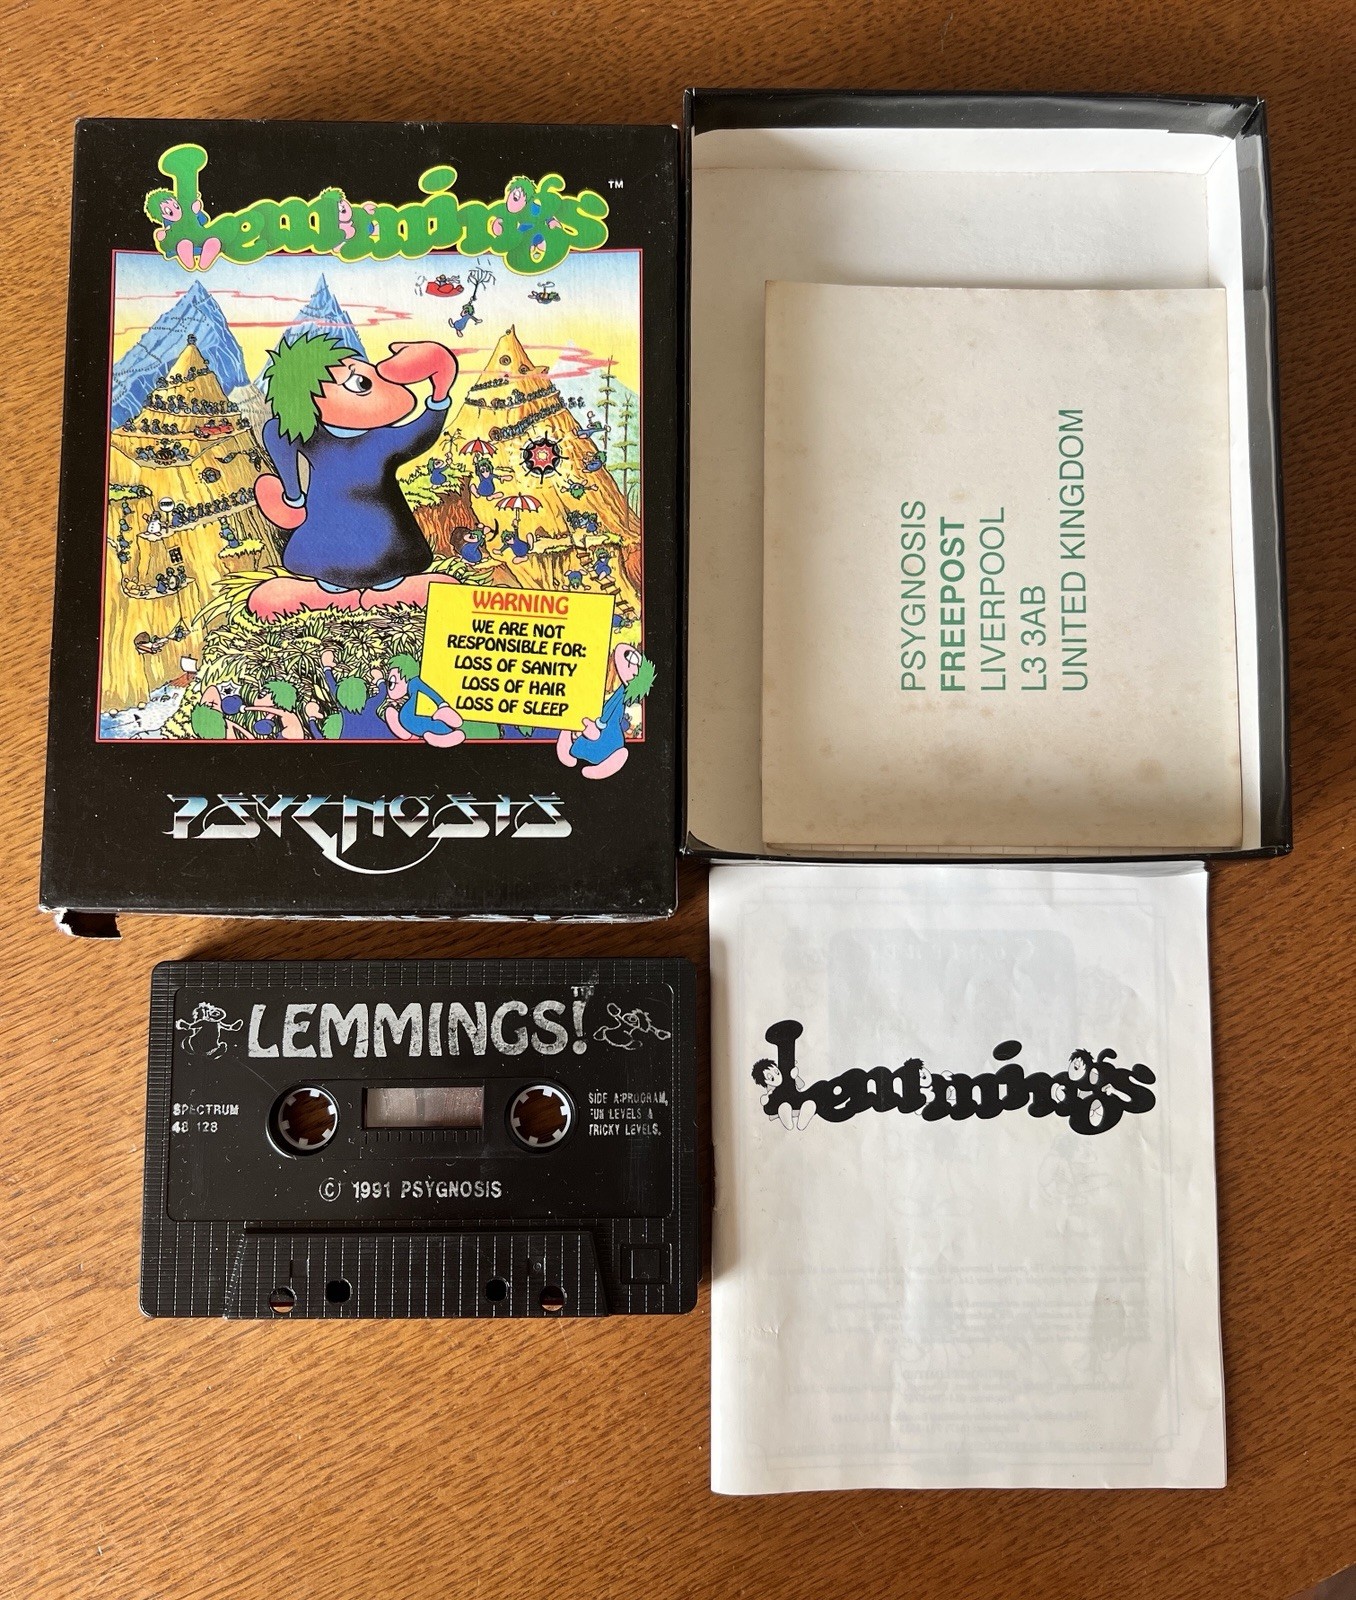 Lemmings
TM
WARNING
WE ARE NOT
RESPONSIBLE FOR:
LOSS OF SANITY
LOSS OF HAIR
LOSS OF SLEEP
PSYGNOSIS
PSYGNOSIS
FREEPOST
LIVERPOOL
L3 3AB
UNITED KINGDOM
LEMMINGS!
TM
SPECTRUM
48 128
SIDE A:PROGRAM,
FUN LEVELS &
TRICKY LEVELS.
© 1991 PSYGNOSIS
Lemmings